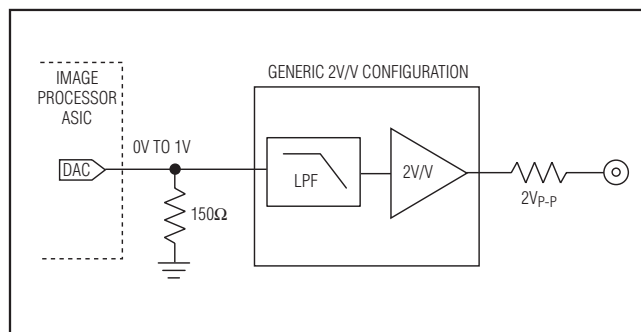 GENERIC 2V/V CONFIGURATION
IMAGE
PROCESSOR
ASIC
0V TO 1V
DAC
LPF
2V/V
150Ω
2VP-P